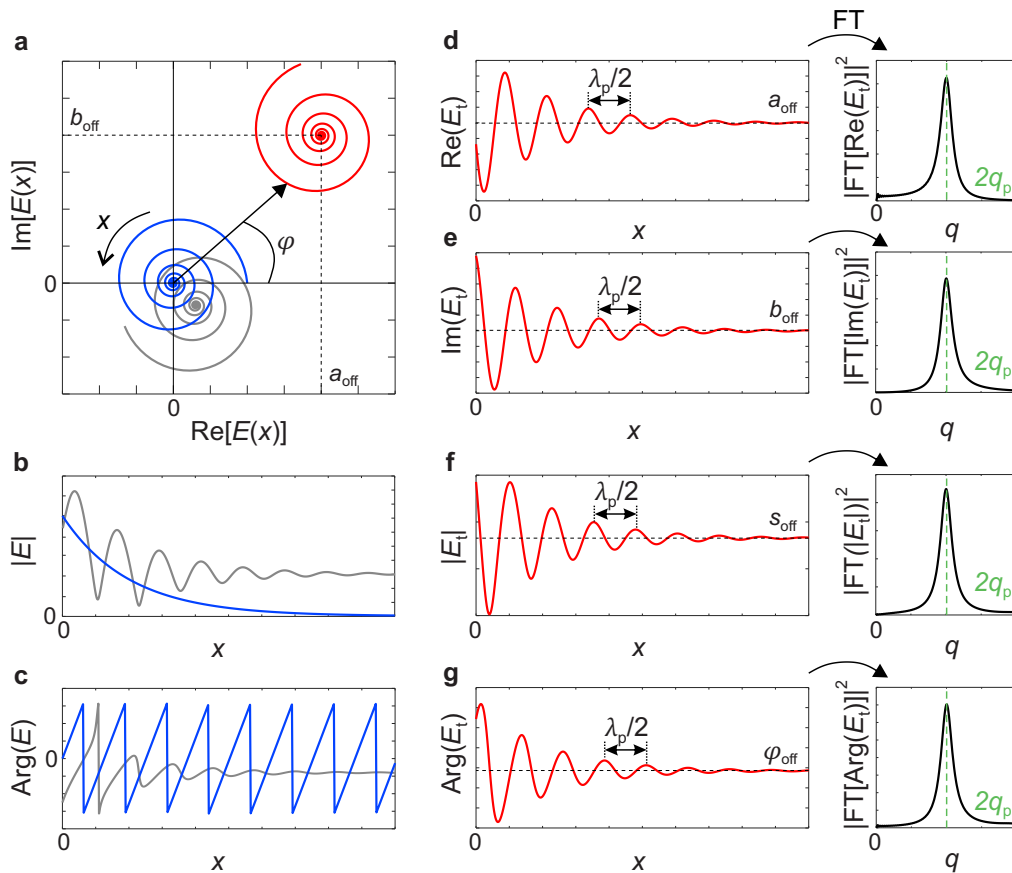 a
Im[E(x)]
b_off
x
φ
0
a_off
0
Re[E(x)]
b
|E|
0
0
x
c
Arg(E)
0
0
x
d
FT
Re(E_t)
λ_p/2
a_off
0
x
|FT[Re(E_t)]|²
2q_p
0
q
e
Im(E_t)
λ_p/2
b_off
0
x
|FT[Im(E_t)]|²
2q_p
0
q
f
|E_t|
λ_p/2
s_off
0
x
|FT(|E_t|)|²
2q_p
0
q
g
Arg(E_t)
λ_p/2
φ_off
0
x
|FT[Arg(E_t)]|²
2q_p
0
q